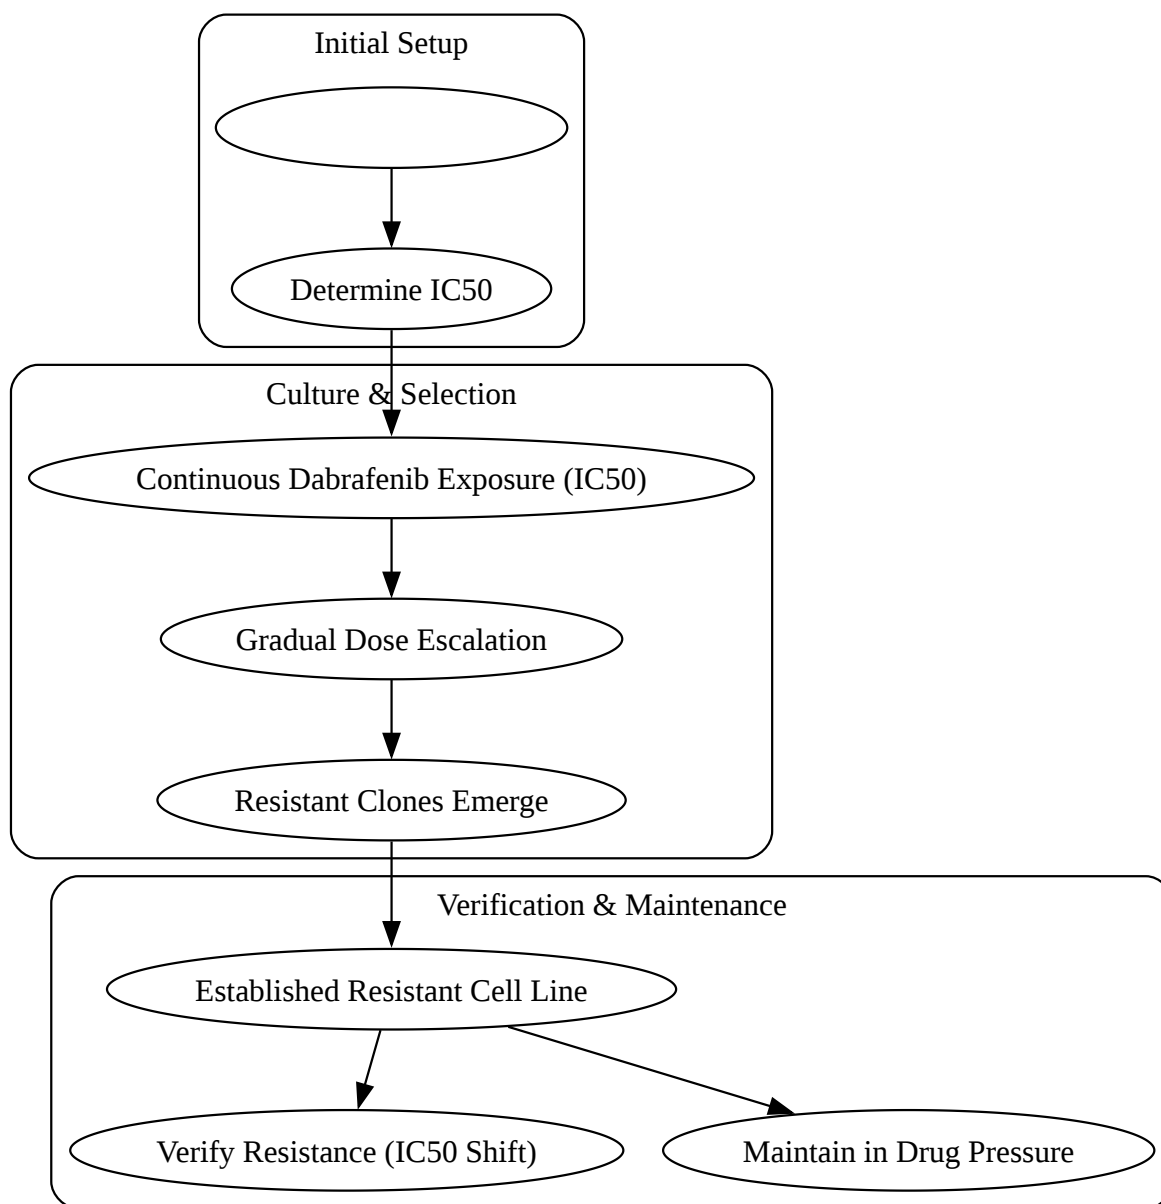 Initial Setup
Determine IC50
Culture & Selection
Continuous Dabrafenib Exposure (IC50)
Gradual Dose Escalation
Resistant Clones Emerge
Verification & Maintenance
Established Resistant Cell Line
Verify Resistance (IC50 Shift)
Maintain in Drug Pressure